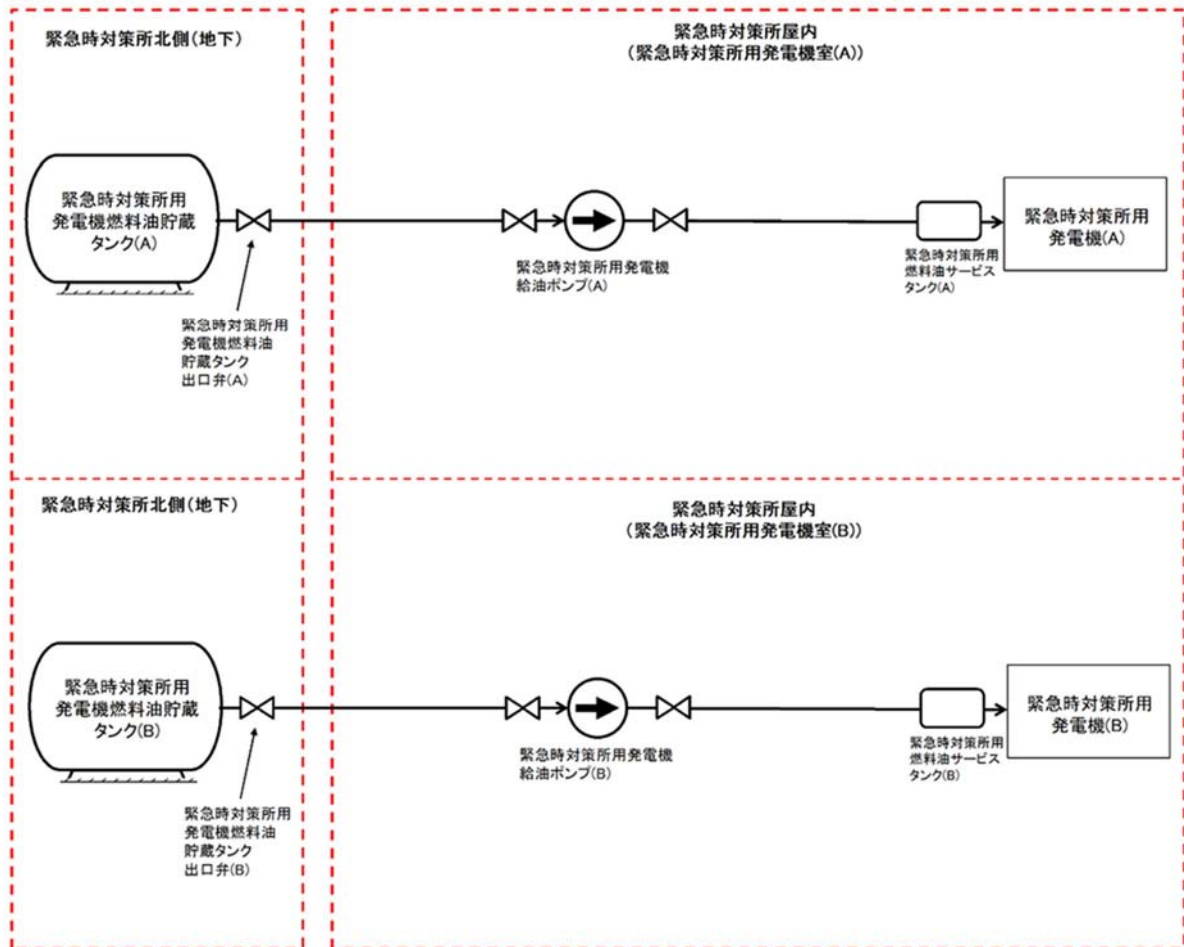 緊急時対策所北側(地下)
緊急時対策所屋内
(緊急時対策所用発電機室(A))
緊急時対策所用
発電機燃料油貯蔵
タンク(A)
緊急時対策所用
発電機燃料油
貯蔵タンク
出口弁(A)
緊急時対策所用発電機
給油ポンプ(A)
緊急時対策所用
燃料油サービス
タンク(A)
緊急時対策所用
発電機(A)
緊急時対策所北側(地下)
緊急時対策所屋内
(緊急時対策所用発電機室(B))
緊急時対策所用
発電機燃料油貯蔵
タンク(B)
緊急時対策所用
発電機燃料油
貯蔵タンク
出口弁(B)
緊急時対策所用発電機
給油ポンプ(B)
緊急時対策所用
燃料油サービス
タンク(B)
緊急時対策所用
発電機(B)